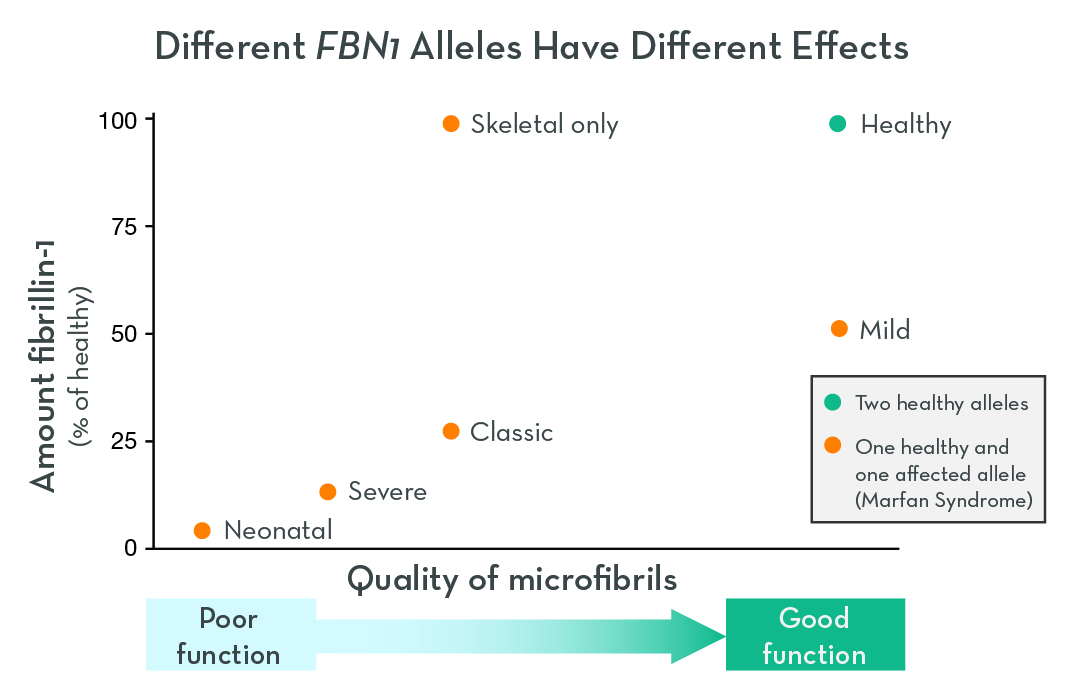 Different FBN1 Alleles Have Different Effects
100
Skeletal only
Healthy
75
50
Mild
25
Classic
Severe
Neonatal
0
Amount fibrillin-1
(% of healthy)
Two healthy alleles
One healthy and
one affected allele
(Marfan Syndrome)
Quality of microfibrils
Poor
function
Good
function